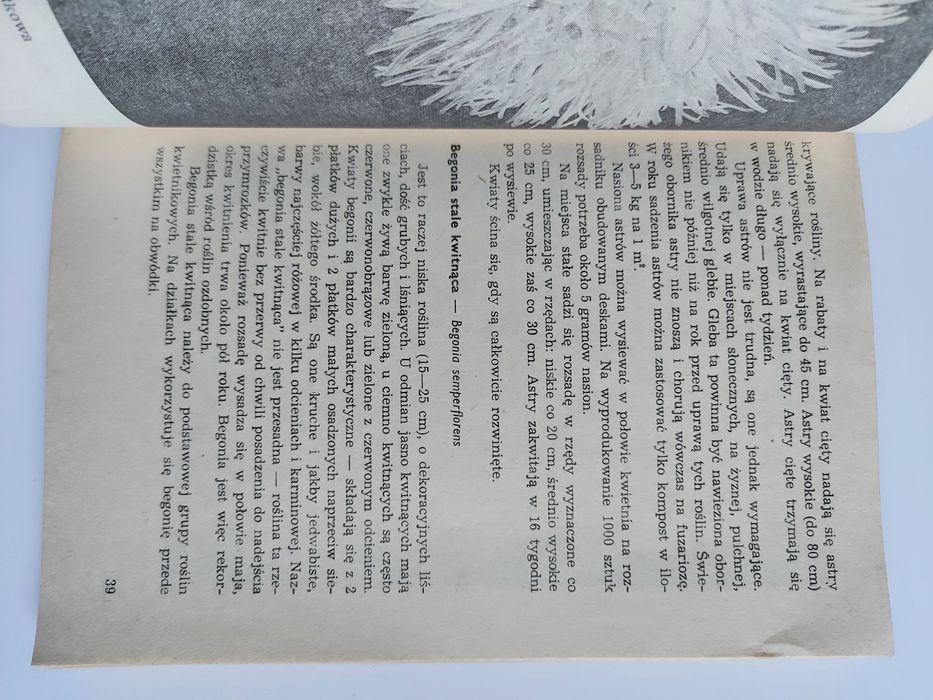 krywające rośliny. Na rabaty i na kwiat cięty nadają się astry
średnio wysokie, wyrastające do 45 cm. Astry wysokie (do 80 cm)
nadają się wyłącznie na kwiat cięty. Astry cięte trzymają się
w wodzie długo — ponad tydzień.
Uprawa astrów nie jest trudna, są one jednak wymagające.
Udają się tylko w miejscach słonecznych, na żyznej, pulchnej,
średnio wilgotnej glebie. Gleba ta powinna być nawieziona obor-
nikiem nie później niż na rok przed uprawą tych roślin. Świe-
żego obornika astry nie znoszą i chorują wówczas na fuzariozę.
W roku sadzenia astrów można zastosować tylko kompost w ilo-
ści 3—5 kg na 1 m².
Nasiona astrów można wysiewać w połowie kwietnia na roz-
sadniku obudowanym deskami. Na wyprodukowanie 1000 sztuk
rozsady potrzeba około 5 gramów nasion.
Na miejsca stałe sadzi się rozsadę w rzędy wyznaczone co
30 cm, umieszczając w rzędach: niskie co 20 cm, średnio wysokie
co 25 cm, wysokie zaś co 30 cm. Astry zakwitają w 16 tygodni
po wysiewie.
Kwiaty ścina się, gdy są całkowicie rozwinięte.
Begonia stale kwitnąca — Begonia semperflorens
Jest to raczej niska roślina (15—25 cm), o dekoracyjnych liś-
ciach, dość grubych i lśniących. U odmian jasno kwitnących mają
one zwykle żywą barwę zieloną, u ciemno kwitnących są często
czerwone, czerwonobrązowe lub zielone z czerwonym odcieniem.
Kwiaty begonii są bardzo charakterystyczne — składają się z 2
płatków dużych i 2 płatków małych osadzonych naprzeciw sie-
bie, wokół żółtego środka. Są one kruche i jakby jedwabiste,
barwy najczęściej różowej w kilku odcieniach i karminowej. Naz-
wa „begonia stale kwitnąca" nie jest przesadna — roślina ta rze-
czywiście kwitnie bez przerwy od chwili posadzenia do nadejścia
przymrozków. Ponieważ rozsadę wysadza się w połowie maja,
okres kwitnienia trwa około pół roku. Begonia jest więc rekor-
dzistką wśród roślin ozdobnych.
Begonia stale kwitnąca należy do podstawowej grupy roślin
kwietnikowych. Na działkach wykorzystuje się begonię przede
wszystkim na obwódki.
39